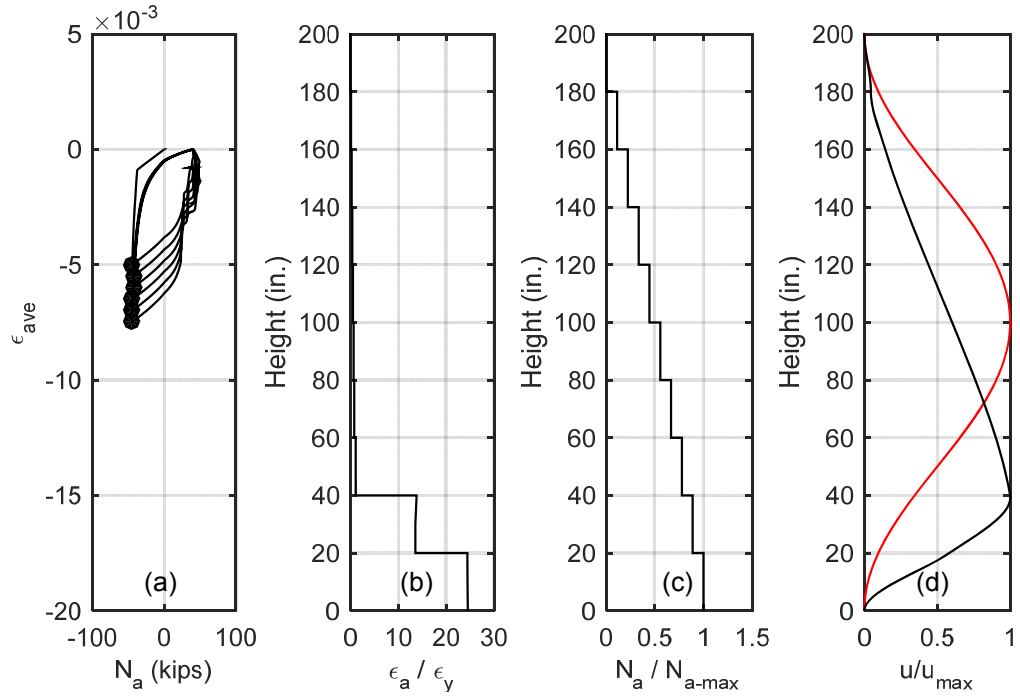 ×10⁻³
5
0
-5
-10
-15
-20
ϵ_ave
-100 0 100
N_a (kips)
(a)
200
180
160
140
120
100
80
60
40
20
0
Height (in.)
0 10 20 30
ϵ_a / ϵ_y
(b)
200
180
160
140
120
100
80
60
40
20
0
Height (in.)
0 0.5 1 1.5
N_a / N_a-max
(c)
200
180
160
140
120
100
80
60
40
20
0
Height (in.)
0 0.5 1
u/u_max
(d)